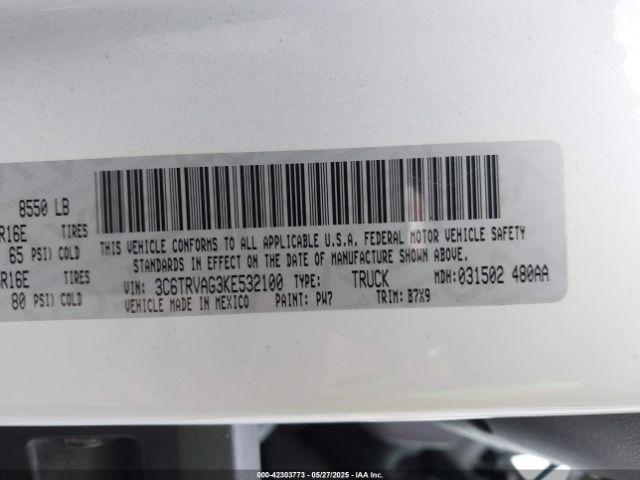 8550 LB
R16E TIRES
65 PSI) COLD
R16E TIRES
80 PSI) COLD
THIS VEHICLE CONFORMS TO ALL APPLICABLE U.S.A. FEDERAL MOTOR VEHICLE SAFETY
STANDARDS IN EFFECT ON THE DATE OF MANUFACTURE SHOWN ABOVE.
VIN: 3C6TRVAG3KE532100 TYPE: TRUCK MDH: 031502 480AA
VEHICLE MADE IN MEXICO PAINT: PW7 TRIM: B7X9
000-42303773 - 05/27/2025 - IAA Inc.